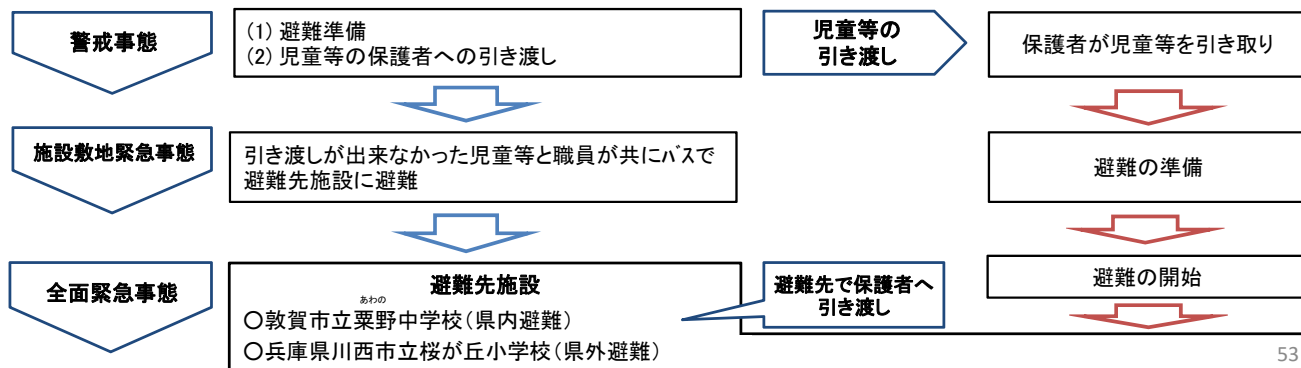 警戒事態
(1) 避難準備
(2) 児童等の保護者への引き渡し
児童等の
引き渡し
保護者が児童等を引き取り
施設敷地緊急事態
引き渡しが出来なかった児童等と職員が共にバスで
避難先施設に避難
避難の準備
全面緊急事態
避難先施設
あわの
○敦賀市立粟野中学校(県内避難)
○兵庫県川西市立桜が丘小学校(県外避難)
避難先で保護者へ
引き渡し
避難の開始
53